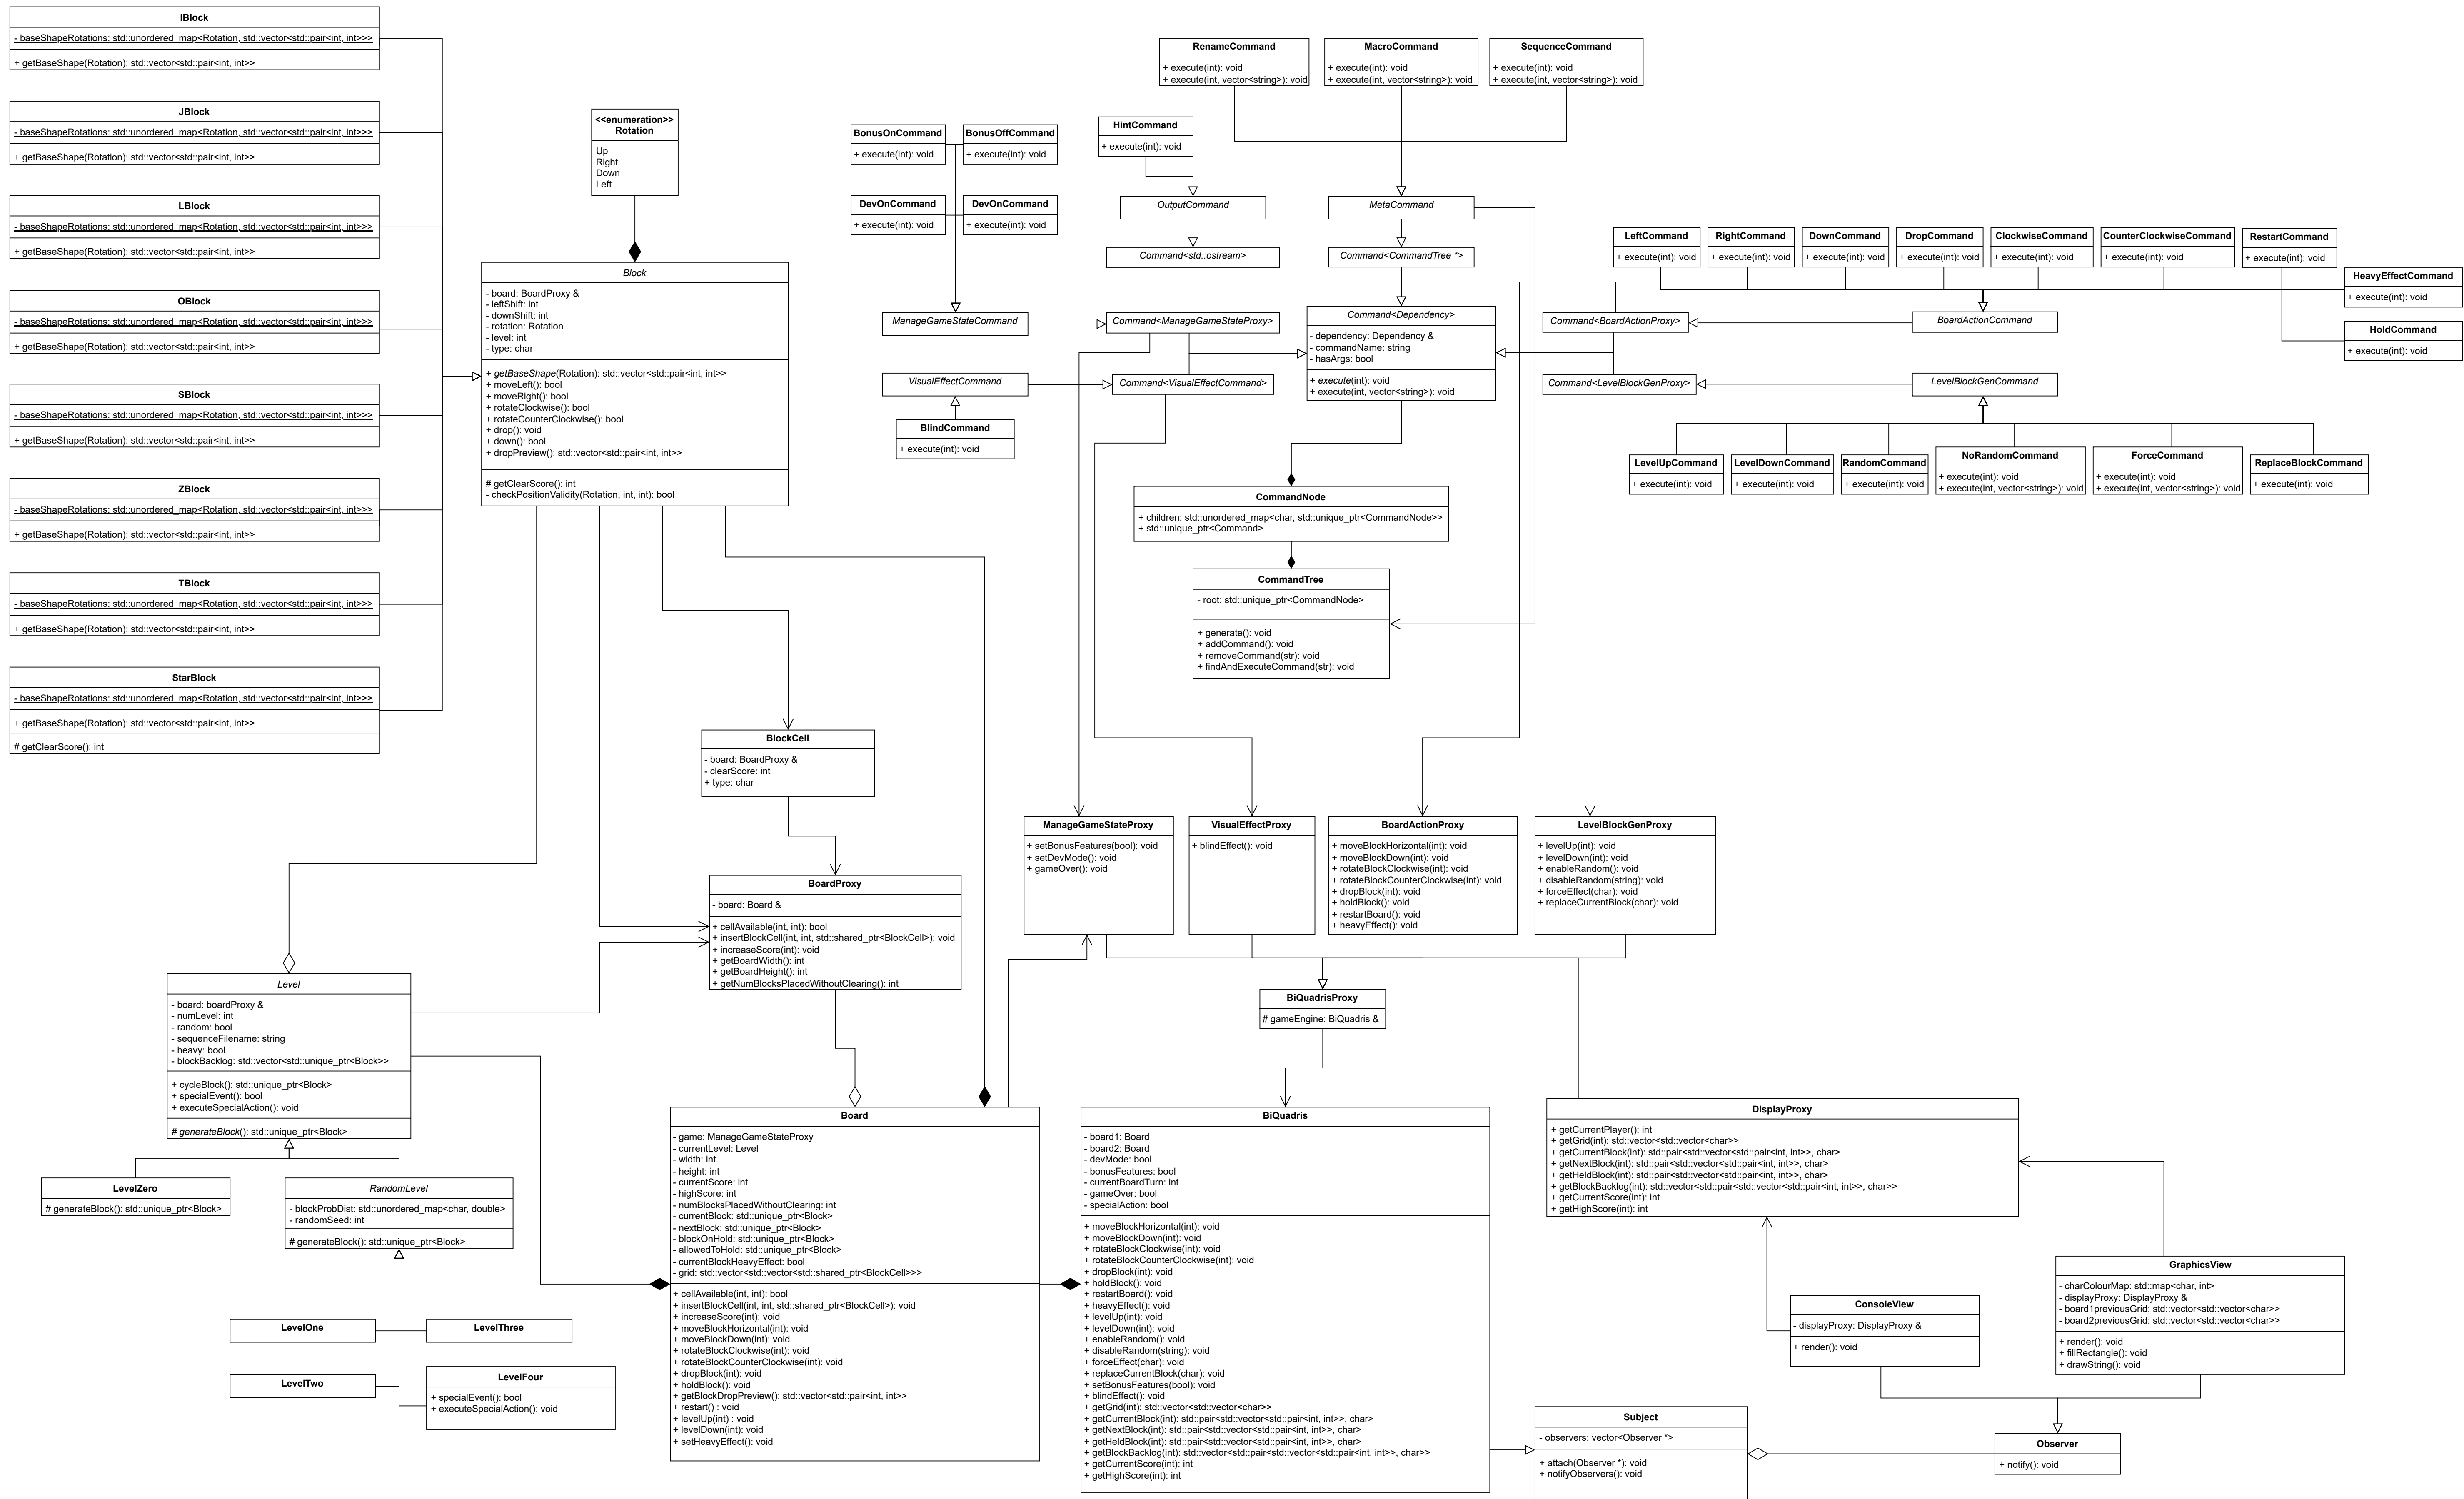 IBlock
- baseShapeRotations: std::unordered_map<Rotation, std::vector<std::pair<int, int>>>
+ getBaseShape(Rotation): std::vector<std::pair<int, int>>
JBlock
- baseShapeRotations: std::unordered_map<Rotation, std::vector<std::pair<int, int>>>
+ getBaseShape(Rotation): std::vector<std::pair<int, int>>
LBlock
- baseShapeRotations: std::unordered_map<Rotation, std::vector<std::pair<int, int>>>
+ getBaseShape(Rotation): std::vector<std::pair<int, int>>
OBlock
- baseShapeRotations: std::unordered_map<Rotation, std::vector<std::pair<int, int>>>
+ getBaseShape(Rotation): std::vector<std::pair<int, int>>
SBlock
- baseShapeRotations: std::unordered_map<Rotation, std::vector<std::pair<int, int>>>
+ getBaseShape(Rotation): std::vector<std::pair<int, int>>
ZBlock
- baseShapeRotations: std::unordered_map<Rotation, std::vector<std::pair<int, int>>>
+ getBaseShape(Rotation): std::vector<std::pair<int, int>>
TBlock
- baseShapeRotations: std::unordered_map<Rotation, std::vector<std::pair<int, int>>>
+ getBaseShape(Rotation): std::vector<std::pair<int, int>>
StarBlock
- baseShapeRotations: std::unordered_map<Rotation, std::vector<std::pair<int, int>>>
+ getBaseShape(Rotation): std::vector<std::pair<int, int>>
# getClearScore(): int
<<enumeration>>
Rotation
Up
Right
Down
Left
Block
- board: BoardProxy &
- leftShift: int
- downShift: int
- rotation: Rotation
- level: int
- type: char
+ getBaseShape(Rotation): std::vector<std::pair<int, int>>
+ moveLeft(): bool
+ moveRight(): bool
+ rotateClockwise(): bool
+ rotateCounterClockwise(): bool
+ drop(): void
+ down(): bool
+ dropPreview(): std::vector<std::pair<int, int>>
# getClearScore(): int
- checkPositionValidity(Rotation, int, int): bool
BonusOnCommand
+ execute(int): void
BonusOffCommand
+ execute(int): void
DevOnCommand
+ execute(int): void
DevOnCommand
+ execute(int): void
RenameCommand
+ execute(int): void
+ execute(int, vector<string>): void
MacroCommand
+ execute(int): void
+ execute(int, vector<string>): void
SequenceCommand
+ execute(int): void
+ execute(int, vector<string>): void
HintCommand
+ execute(int): void
OutputCommand
MetaCommand
Command<std::ostream>
Command<CommandTree *>
ManageGameStateCommand
Command<ManageGameStateProxy>
VisualEffectCommand
Command<VisualEffectCommand>
BlindCommand
+ execute(int): void
Command<Dependency>
- dependency: Dependency &
- commandName: string
- hasArgs: bool
+ execute(int): void
+ execute(int, vector<string>): void
Command<BoardActionProxy>
Command<LevelBlockGenProxy>
LeftCommand
+ execute(int): void
RightCommand
+ execute(int): void
DownCommand
+ execute(int): void
DropCommand
+ execute(int): void
ClockwiseCommand
+ execute(int): void
CounterClockwiseCommand
+ execute(int): void
RestartCommand
+ execute(int): void
HeavyEffectCommand
+ execute(int): void
HoldCommand
+ execute(int): void
BoardActionCommand
LevelBlockGenCommand
LevelUpCommand
+ execute(int): void
LevelDownCommand
+ execute(int): void
RandomCommand
+ execute(int): void
NoRandomCommand
+ execute(int): void
+ execute(int, vector<string>): void
ForceCommand
+ execute(int): void
+ execute(int, vector<string>): void
ReplaceBlockCommand
+ execute(int): void
CommandNode
+ children: std::unordered_map<char, std::unique_ptr<CommandNode>>
+ std::unique_ptr<Command>
CommandTree
- root: std::unique_ptr<CommandNode>
+ generate(): void
+ addCommand(): void
+ removeCommand(str): void
+ findAndExecuteCommand(str): void
BlockCell
- board: BoardProxy &
- clearScore: int
+ type: char
BoardProxy
- board: Board &
+ cellAvailable(int, int): bool
+ insertBlockCell(int, int, std::shared_ptr<BlockCell>): void
+ increaseScore(int): void
+ getBoardWidth(): int
+ getBoardHeight(): int
+ getNumBlocksPlacedWithoutClearing(): int
ManageGameStateProxy
+ setBonusFeatures(bool): void
+ setDevMode(): void
+ gameOver(): void
VisualEffectProxy
+ blindEffect(): void
BoardActionProxy
+ moveBlockHorizontal(int): void
+ moveBlockDown(int): void
+ rotateBlockClockwise(int): void
+ rotateBlockCounterClockwise(int): void
+ dropBlock(int): void
+ holdBlock(): void
+ restartBoard(): void
+ heavyEffect(): void
LevelBlockGenProxy
+ levelUp(int): void
+ levelDown(int): void
+ enableRandom(): void
+ disableRandom(string): void
+ forceEffect(char): void
+ replaceCurrentBlock(char): void
BiQuadrisProxy
# gameEngine: BiQuadris &
Level
- board: boardProxy &
- numLevel: int
- random: bool
- sequenceFilename: string
- heavy: bool
- blockBacklog: std::vector<std::unique_ptr<Block>>
+ cycleBlock(): std::unique_ptr<Block>
+ specialEvent(): bool
+ executeSpecialAction(): void
# generateBlock(): std::unique_ptr<Block>
LevelZero
# generateBlock(): std::unique_ptr<Block>
RandomLevel
- blockProbDist: std::unordered_map<char, double>
- randomSeed: int
# generateBlock(): std::unique_ptr<Block>
LevelOne
LevelThree
LevelTwo
LevelFour
+ specialEvent(): bool
+ executeSpecialAction(): void
Board
- game: ManageGameStateProxy
- currentLevel: Level
- width: int
- height: int
- currentScore: int
- highScore: int
- numBlocksPlacedWithoutClearing: int
- currentBlock: std::unique_ptr<Block>
- nextBlock: std::unique_ptr<Block>
- blockOnHold: std::unique_ptr<Block>
- allowedToHold: std::unique_ptr<Block>
- currentBlockHeavyEffect: bool
- grid: std::vector<std::vector<std::shared_ptr<BlockCell>>>
+ cellAvailable(int, int): bool
+ insertBlockCell(int, int, std::shared_ptr<BlockCell>): void
+ increaseScore(int): void
+ moveBlockHorizontal(int): void
+ moveBlockDown(int): void
+ rotateBlockClockwise(int): void
+ rotateBlockCounterClockwise(int): void
+ dropBlock(int): void
+ holdBlock(): void
+ getBlockDropPreview(): std::vector<std::pair<int, int>>
+ restart() : void
+ levelUp(int) : void
+ levelDown(int): void
+ setHeavyEffect(): void
BiQuadris
- board1: Board
- board2: Board
- devMode: bool
- bonusFeatures: bool
- currentBoardTurn: int
- gameOver: bool
- specialAction: bool
+ moveBlockHorizontal(int): void
+ moveBlockDown(int): void
+ rotateBlockClockwise(int): void
+ rotateBlockCounterClockwise(int): void
+ dropBlock(int): void
+ holdBlock(): void
+ restartBoard(): void
+ heavyEffect(): void
+ levelUp(int): void
+ levelDown(int): void
+ enableRandom(): void
+ disableRandom(string): void
+ forceEffect(char): void
+ replaceCurrentBlock(char): void
+ setBonusFeatures(bool): void
+ blindEffect(): void
+ getGrid(int): std::vector<std::vector<char>>
+ getCurrentBlock(int): std::pair<std::vector<std::pair<int, int>>, char>
+ getNextBlock(int): std::pair<std::vector<std::pair<int, int>>, char>
+ getHeldBlock(int): std::pair<std::vector<std::pair<int, int>>, char>
+ getBlockBacklog(int): std::vector<std::pair<std::vector<std::pair<int, int>>, char>>
+ getCurrentScore(int): int
+ getHighScore(int): int
DisplayProxy
+ getCurrentPlayer(): int
+ getGrid(int): std::vector<std::vector<char>>
+ getCurrentBlock(int): std::pair<std::vector<std::pair<int, int>>, char>
+ getNextBlock(int): std::pair<std::vector<std::pair<int, int>>, char>
+ getHeldBlock(int): std::pair<std::vector<std::pair<int, int>>, char>
+ getBlockBacklog(int): std::vector<std::pair<std::vector<std::pair<int, int>>, char>>
+ getCurrentScore(int): int
+ getHighScore(int): int
ConsoleView
- displayProxy: DisplayProxy &
+ render(): void
GraphicsView
- charColourMap: std::map<char, int>
- displayProxy: DisplayProxy &
- board1previousGrid: std::vector<std::vector<char>>
- board2previousGrid: std::vector<std::vector<char>>
+ render(): void
+ fillRectangle(): void
+ drawString(): void
Subject
- observers: vector<Observer *>
+ attach(Observer *): void
+ notifyObservers(): void
Observer
+ notify(): void